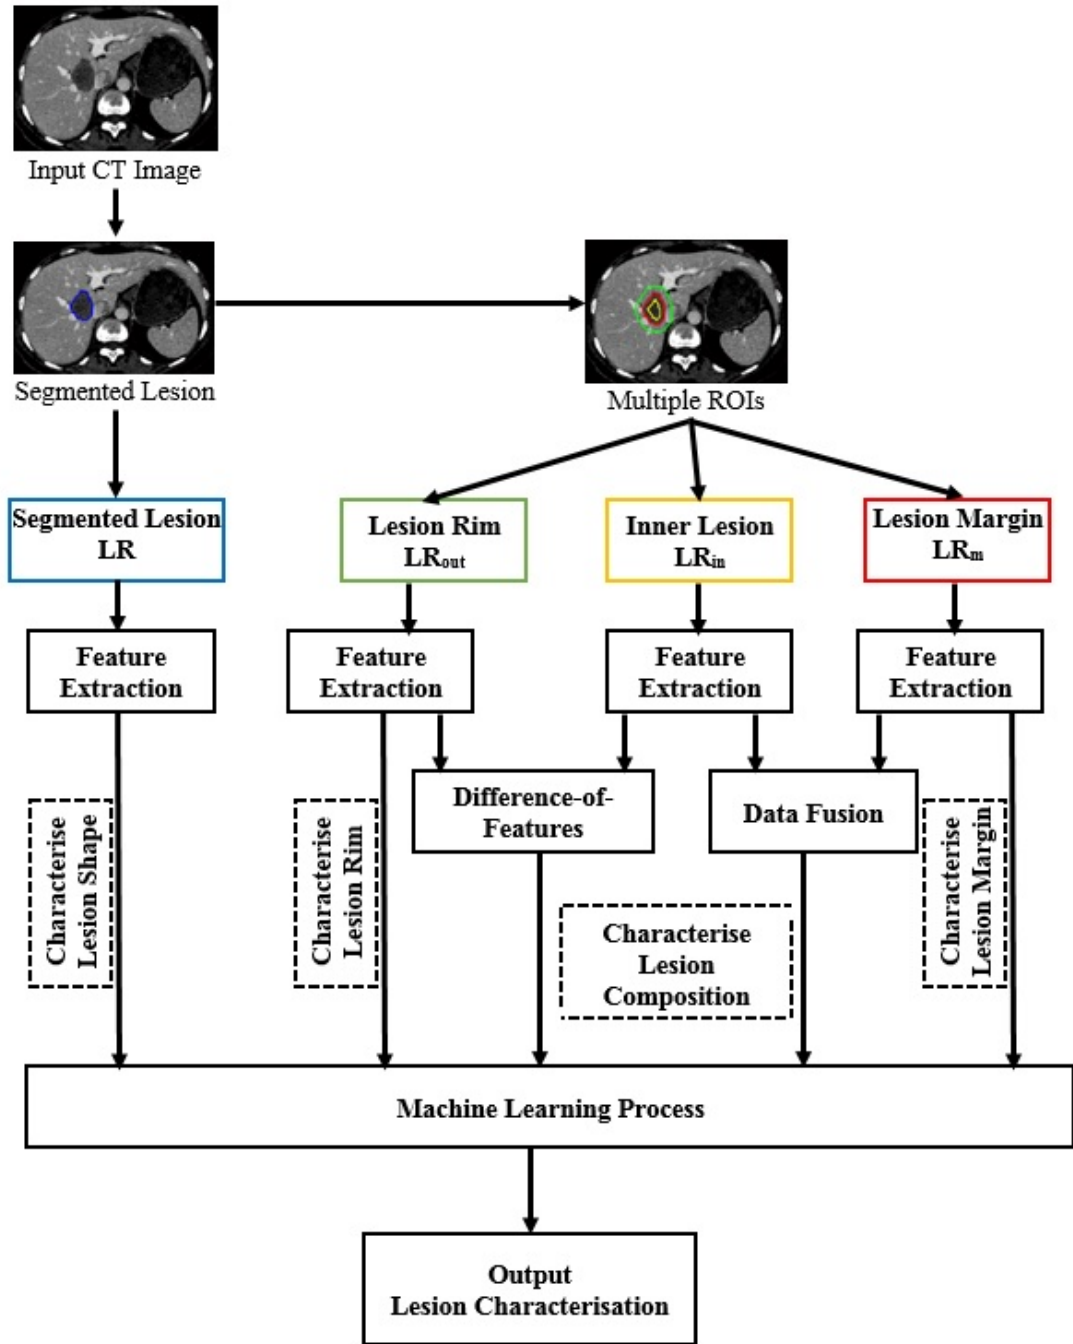 Input CT Image
Segmented Lesion
Multiple ROIs
Segmented Lesion
LR
Lesion Rim
LRout
Inner Lesion
LRin
Lesion Margin
LRm
Feature
Extraction
Feature
Extraction
Feature
Extraction
Feature
Extraction
Difference-of-
Features
Data Fusion
Characterise
Lesion Shape
Characterise
Lesion Rim
Characterise
Lesion
Composition
Characterise
Lesion Margin
Machine Learning Process
Output
Lesion Characterisation